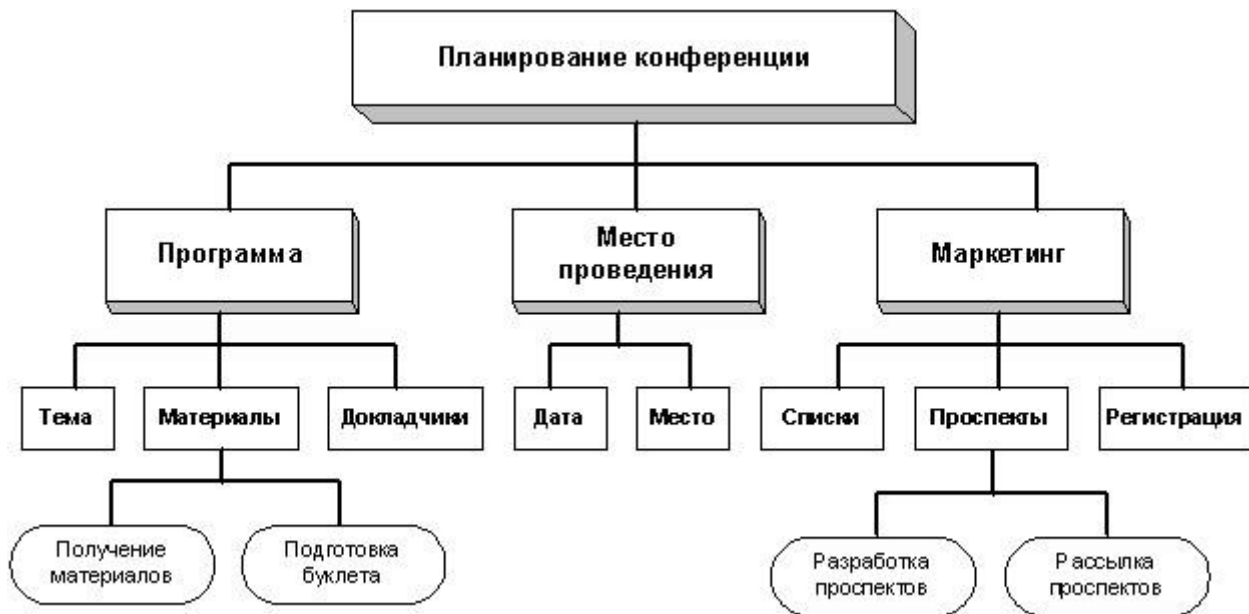 Планирование конференции
Программа
Место
проведения
Маркетинг
Тема
Материалы
Докладчики
Дата
Место
Списки
Проспекты
Регистрация
Получение
материалов
Подготовка
буклета
Разработка
проспектов
Рассылка
проспектов